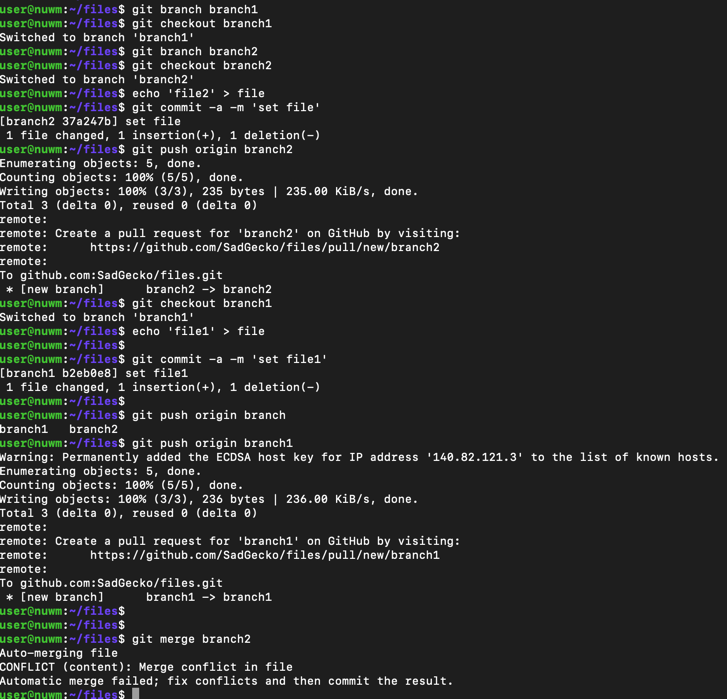 user@nuwm:~/files$ git branch branch1
user@nuwm:~/files$ git checkout branch1
Switched to branch 'branch1'
user@nuwm:~/files$ git branch branch2
user@nuwm:~/files$ git checkout branch2
Switched to branch 'branch2'
user@nuwm:~/files$ echo 'file2' > file
user@nuwm:~/files$ git commit -a -m 'set file'
[branch2 37a247b] set file
 1 file changed, 1 insertion(+), 1 deletion(-)
user@nuwm:~/files$ git push origin branch2
Enumerating objects: 5, done.
Counting objects: 100% (5/5), done.
Writing objects: 100% (3/3), 235 bytes | 235.00 KiB/s, done.
Total 3 (delta 0), reused 0 (delta 0)
remote:
remote: Create a pull request for 'branch2' on GitHub by visiting:
remote:      https://github.com/SadGecko/files/pull/new/branch2
remote:
To github.com:SadGecko/files.git
 * [new branch]      branch2 -> branch2
user@nuwm:~/files$ git checkout branch1
Switched to branch 'branch1'
user@nuwm:~/files$ echo 'file1' > file
user@nuwm:~/files$
user@nuwm:~/files$ git commit -a -m 'set file1'
[branch1 b2eb0e8] set file1
 1 file changed, 1 insertion(+), 1 deletion(-)
user@nuwm:~/files$
user@nuwm:~/files$ git push origin branch
branch1   branch2
user@nuwm:~/files$ git push origin branch1
Warning: Permanently added the ECDSA host key for IP address '140.82.121.3' to the list of known hosts.
Enumerating objects: 5, done.
Counting objects: 100% (5/5), done.
Writing objects: 100% (3/3), 236 bytes | 236.00 KiB/s, done.
Total 3 (delta 0), reused 0 (delta 0)
remote:
remote: Create a pull request for 'branch1' on GitHub by visiting:
remote:      https://github.com/SadGecko/files/pull/new/branch1
remote:
To github.com:SadGecko/files.git
 * [new branch]      branch1 -> branch1
user@nuwm:~/files$
user@nuwm:~/files$
user@nuwm:~/files$ git merge branch2
Auto-merging file
CONFLICT (content): Merge conflict in file
Automatic merge failed; fix conflicts and then commit the result.
user@nuwm:~/files$